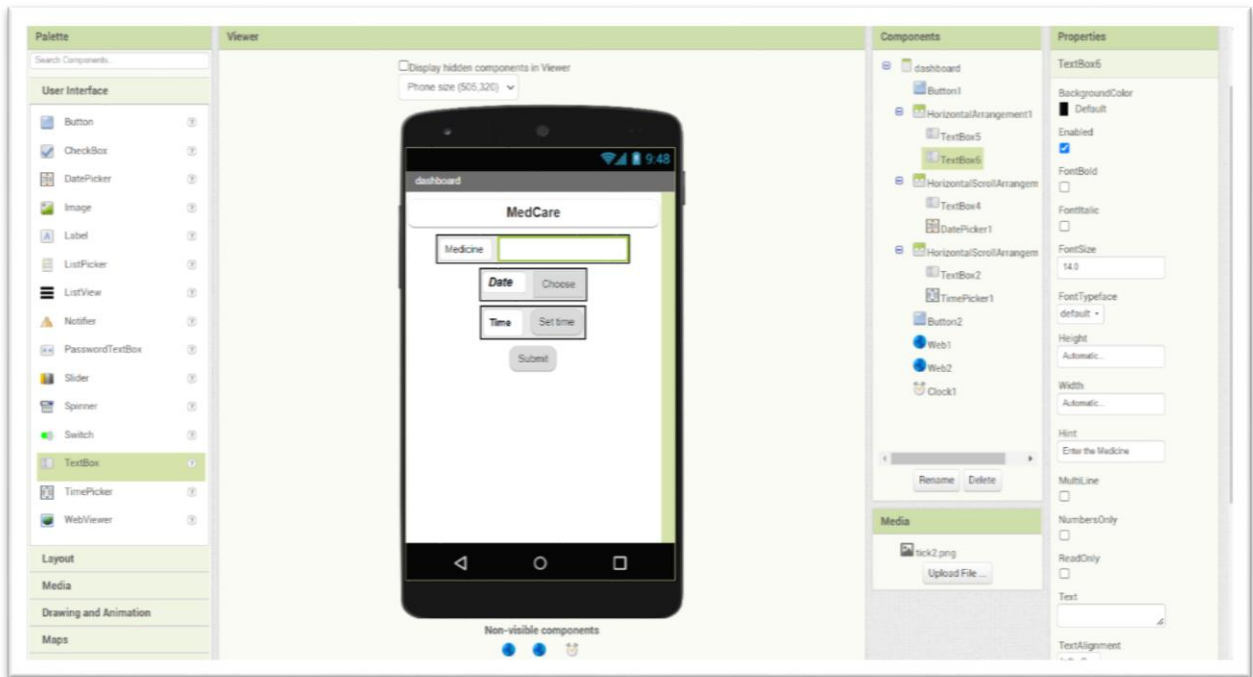 Palette
Search Components...
User Interface
Button
CheckBox
DatePicker
Image
Label
ListPicker
ListView
Notifier
PasswordTextBox
Slider
Spinner
Switch
TextBox
TimePicker
WebViewer
Layout
Media
Drawing and Animation
Maps
Viewer
Display hidden components in Viewer
Phone size (505,320)
9:48
dashboard
MedCare
Medicine
Date Choose
Time Set time
Submit
Non-visible components
Components
dashboard
Button1
HorizontalArrangement1
TextBox5
TextBox6
HorizontalScrollArrangem
TextBox4
DatePicker1
HorizontalScrollArrangem
TextBox2
TimePicker1
Button2
Web1
Web2
Clock1
Rename Delete
Media
tick2.png
Upload File ...
Properties
TextBox6
BackgroundColor
Default
Enabled
FontBold
FontItalic
FontSize
14.0
FontTypeface
default
Height
Automatic...
Width
Automatic...
Hint
Enter the Medicine
MultiLine
NumbersOnly
ReadOnly
Text
TextAlignment